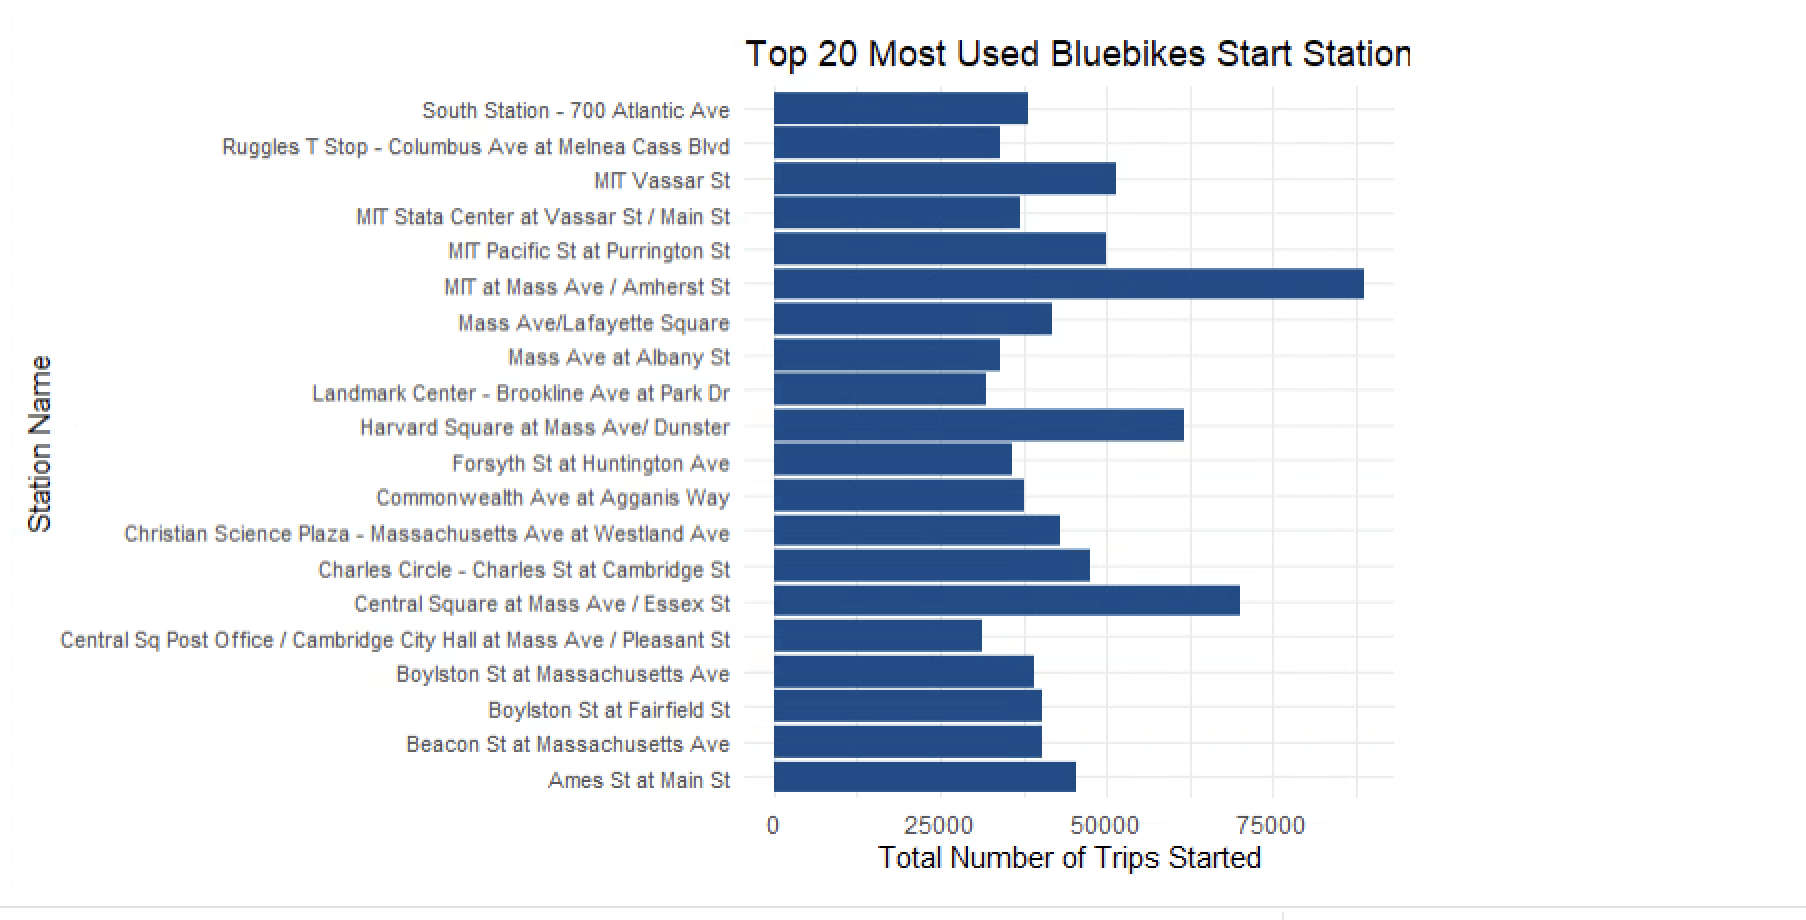 Top 20 Most Used Bluebikes Start Station
South Station - 700 Atlantic Ave
Ruggles T Stop - Columbus Ave at Melnea Cass Blvd
MIT Vassar St
MIT Stata Center at Vassar St / Main St
MIT Pacific St at Purrington St
MIT at Mass Ave / Amherst St
Mass Ave/Lafayette Square
Mass Ave at Albany St
Landmark Center - Brookline Ave at Park Dr
Harvard Square at Mass Ave/ Dunster
Forsyth St at Huntington Ave
Commonwealth Ave at Agganis Way
Christian Science Plaza - Massachusetts Ave at Westland Ave
Charles Circle - Charles St at Cambridge St
Central Square at Mass Ave / Essex St
Central Sq Post Office / Cambridge City Hall at Mass Ave / Pleasant St
Boylston St at Massachusetts Ave
Boylston St at Fairfield St
Beacon St at Massachusetts Ave
Ames St at Main St
Station Name
0 25000 50000 75000
Total Number of Trips Started